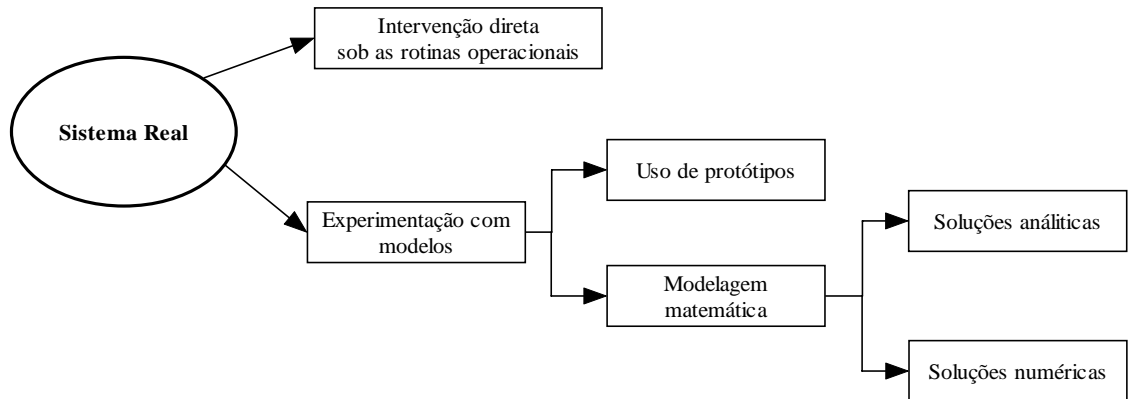 Intervenção direta
sob as rotinas operacionais
Sistema Real
Uso de protótipos
Experimentação com
modelos
Soluções análiticas
Modelagem
matemática
Soluções numéricas